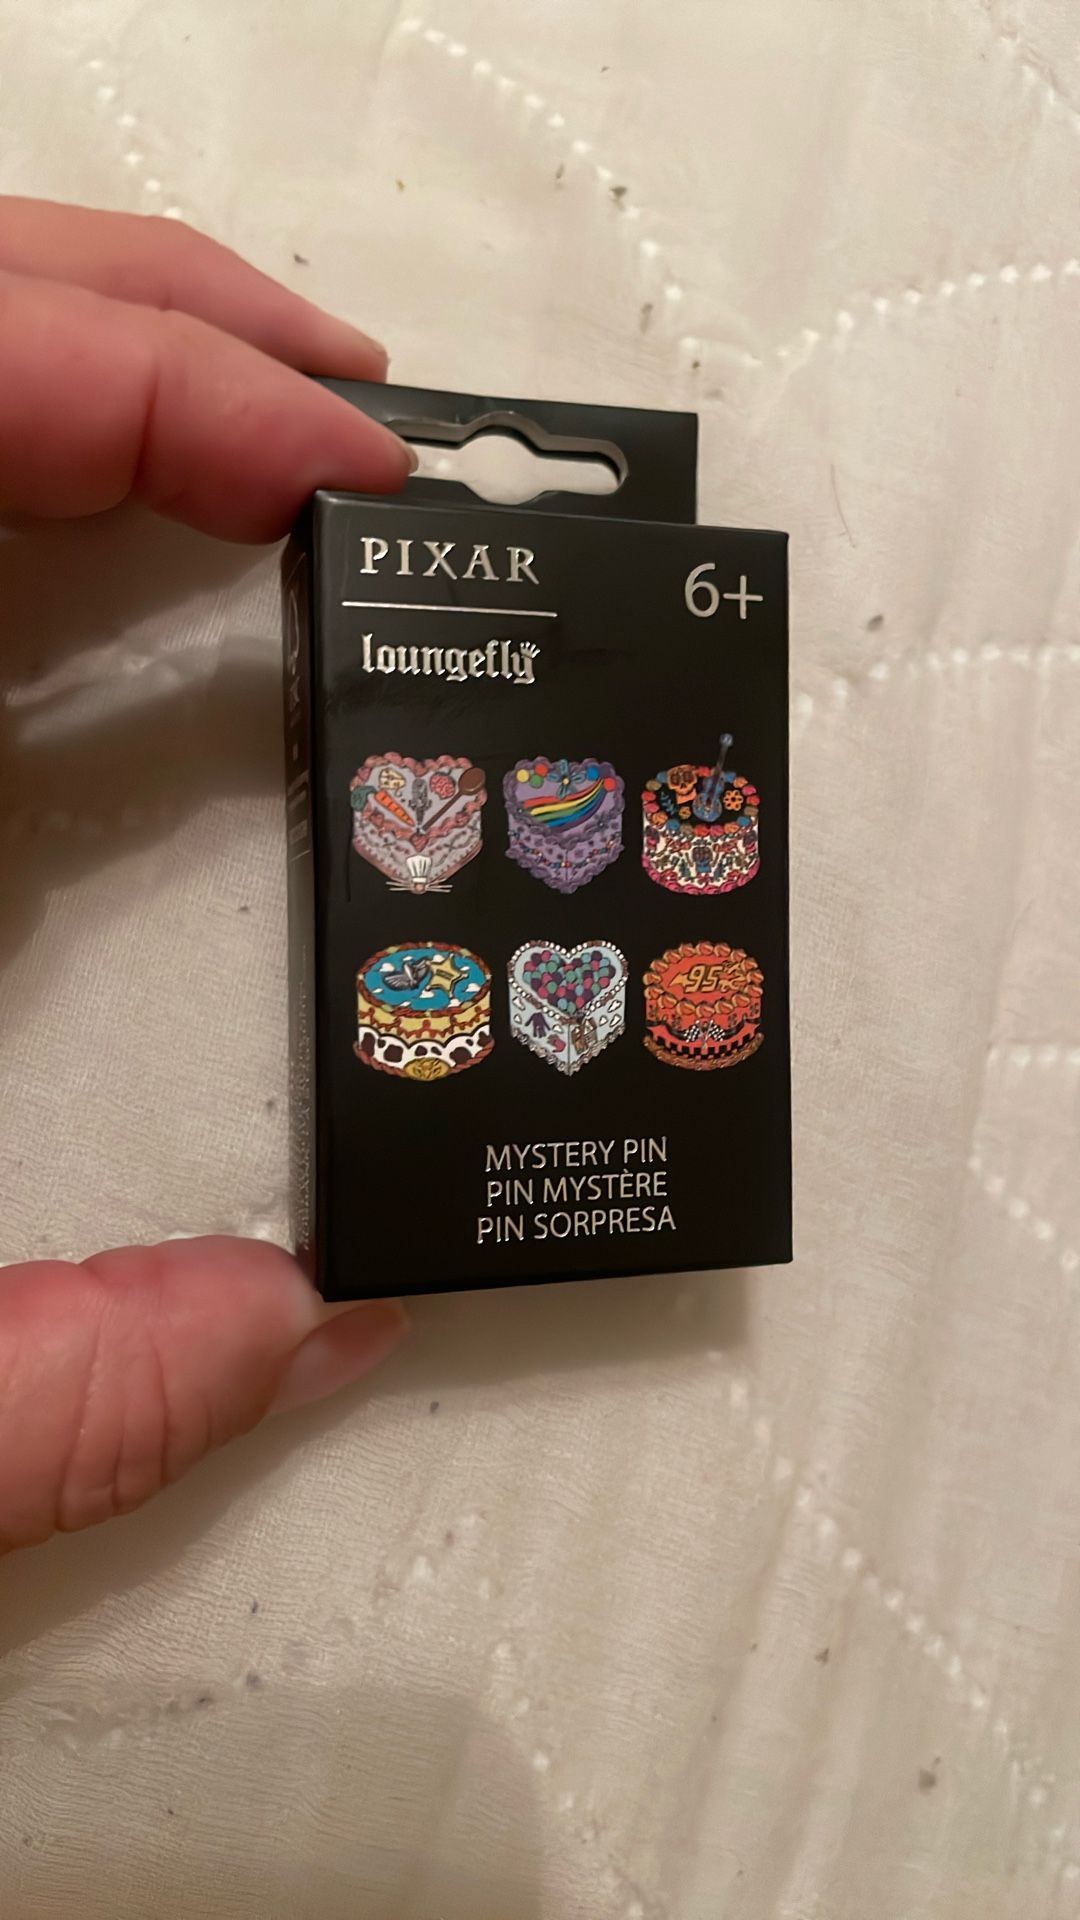 PIXAR
6+
loungefly
95
MYSTERY PIN
PIN MYSTÈRE
PIN SORPRESA